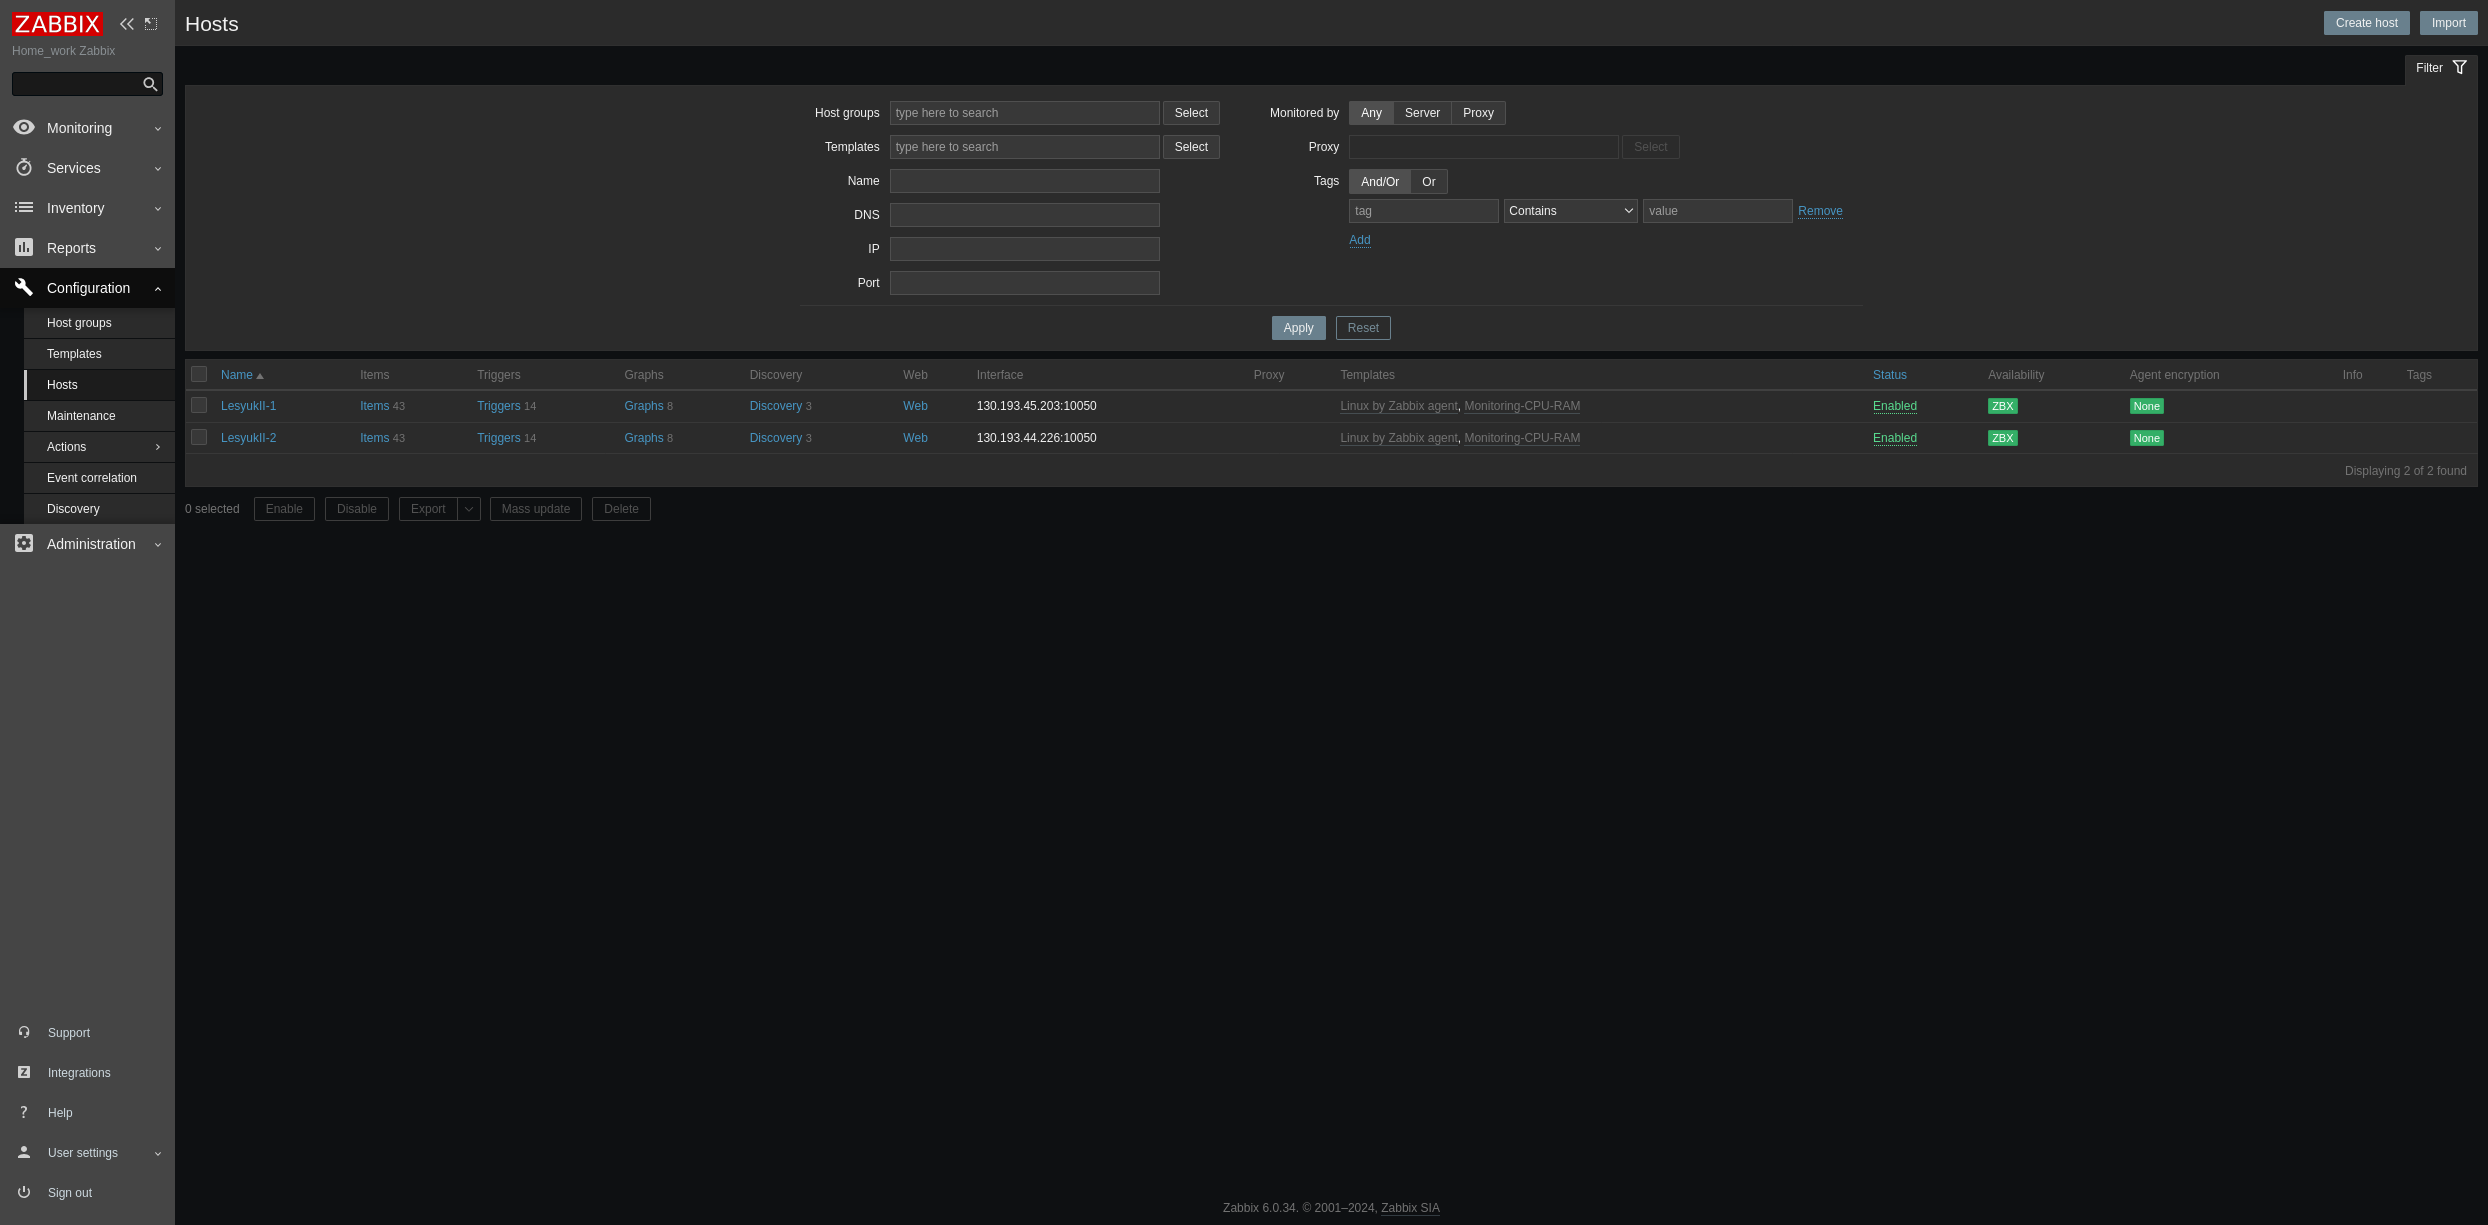 ZABBIX
Home_work Zabbix
Monitoring
Services
Inventory
Reports
Configuration
Host groups
Templates
Hosts
Maintenance
Actions
Event correlation
Discovery
Administration
Support
Integrations
Help
User settings
Sign out
Hosts
Create host
Import
Filter
Host groups type here to search Select
Templates type here to search Select
Name
DNS
IP
Port
Monitored by Any Server Proxy
Proxy Select
Tags And/Or Or
tag Contains value Remove
Add
Apply Reset
Name Items Triggers Graphs Discovery Web Interface Proxy Templates Status Availability Agent encryption Info Tags
LesyukII-1 Items 43 Triggers 14 Graphs 8 Discovery 3 Web 130.193.45.203:10050 Linux by Zabbix agent, Monitoring-CPU-RAM Enabled ZBX None
LesyukII-2 Items 43 Triggers 14 Graphs 8 Discovery 3 Web 130.193.44.226:10050 Linux by Zabbix agent, Monitoring-CPU-RAM Enabled ZBX None
Displaying 2 of 2 found
0 selected Enable Disable Export Mass update Delete
Zabbix 6.0.34. © 2001–2024, Zabbix SIA